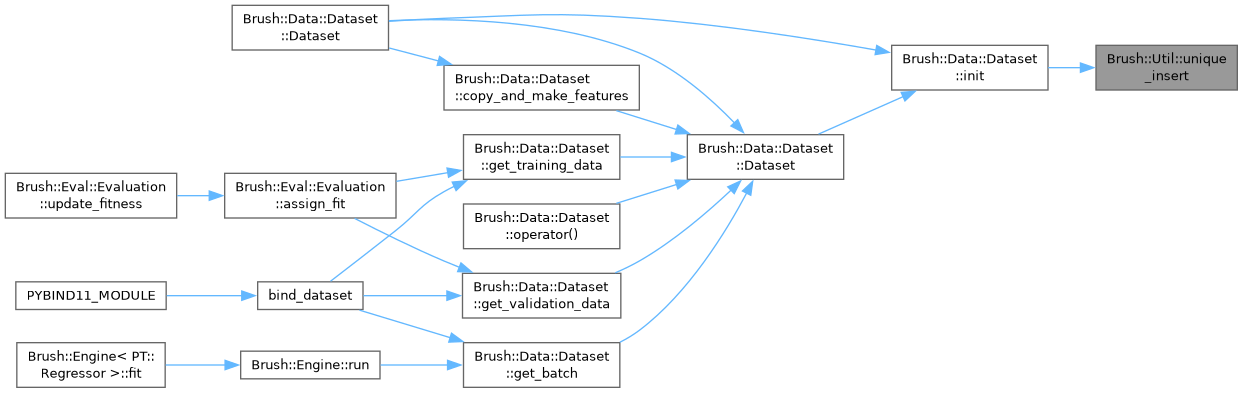 Brush::Data::Dataset
::Dataset
Brush::Data::Dataset
::init
Brush::Util::unique
_insert
Brush::Data::Dataset
::copy_and_make_features
Brush::Data::Dataset
::get_training_data
Brush::Data::Dataset
::Dataset
Brush::Eval::Evaluation
::update_fitness
Brush::Eval::Evaluation
::assign_fit
Brush::Data::Dataset
::operator()
PYBIND11_MODULE
bind_dataset
Brush::Data::Dataset
::get_validation_data
Brush::Engine< PT::
Regressor >::fit
Brush::Engine::run
Brush::Data::Dataset
::get_batch